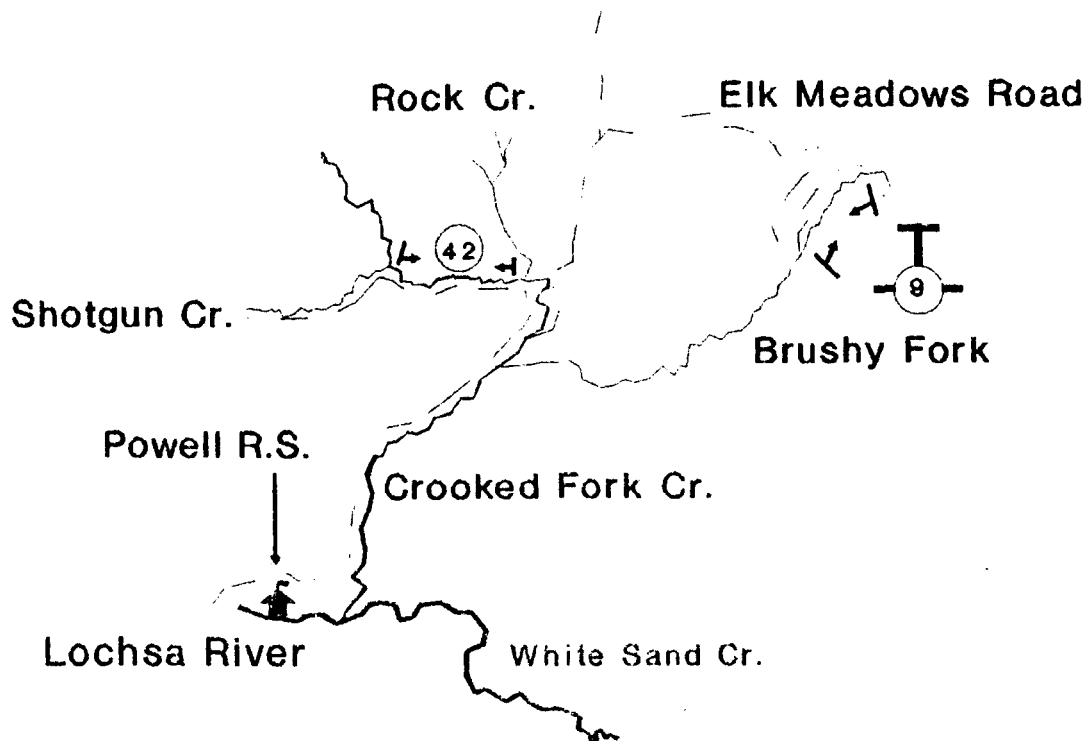 Rock Cr.
Elk Meadows Road
42
9
Shotgun Cr.
Brushy Fork
Powell R.S.
Crooked Fork Cr.
Lochsa River
White Sand Cr.